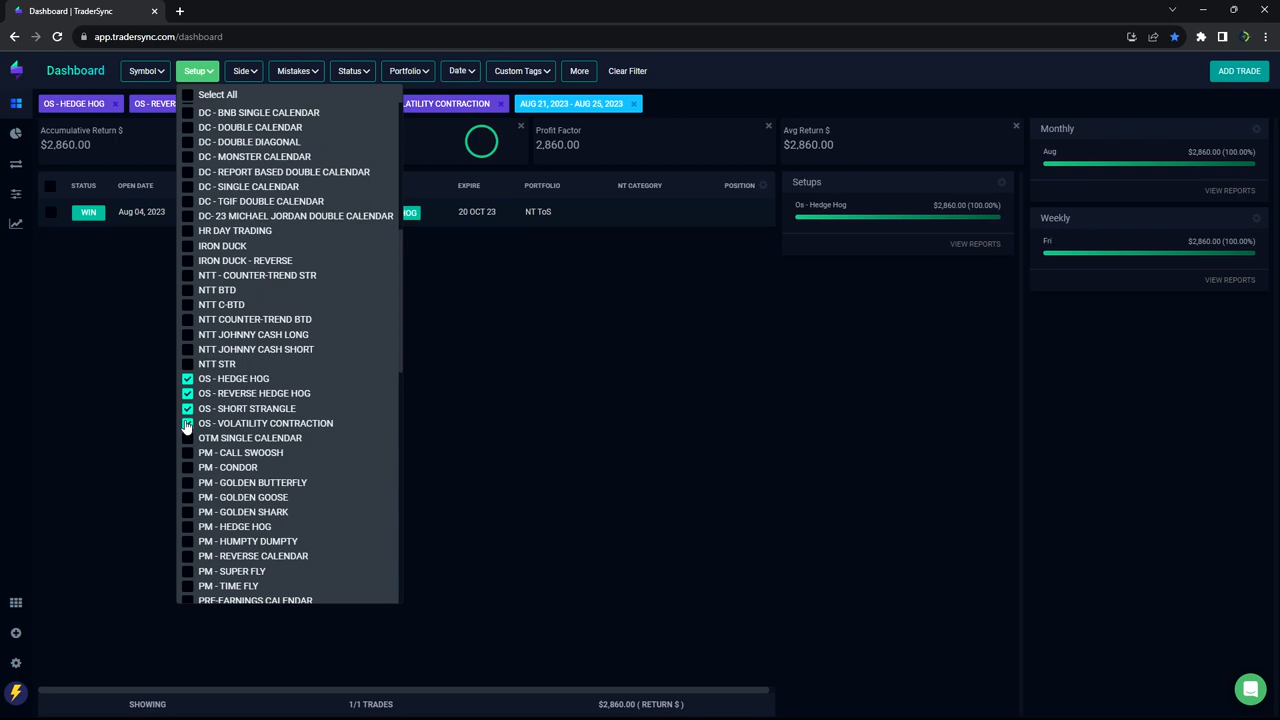 Dashboard | TraderSync
app.tradersync.com/dashboard
Dashboard
Symbol
Setup
Side
Mistakes
Status
Portfolio
Date
Custom Tags
More
Clear Filter
ADD TRADE
OS - HEDGE HOG ×
OS - REVER
ATILITY CONTRACTION ×
AUG 21, 2023 - AUG 25, 2023 ×
Accumulative Return $
$2,860.00
Profit Factor
2,860.00
Avg Return $
$2,860.00
STATUS
OPEN DATE
EXPIRE
PORTFOLIO
NT CATEGORY
POSITION
WIN
Aug 04, 2023
HOG
20 OCT 23
NT ToS
Select All
DC - BNB SINGLE CALENDAR
DC - DOUBLE CALENDAR
DC - DOUBLE DIAGONAL
DC - MONSTER CALENDAR
DC - REPORT BASED DOUBLE CALENDAR
DC - SINGLE CALENDAR
DC - TGIF DOUBLE CALENDAR
DC- 23 MICHAEL JORDAN DOUBLE CALENDAR
HR DAY TRADING
IRON DUCK
IRON DUCK - REVERSE
NTT - COUNTER-TREND STR
NTT BTD
NTT C-BTD
NTT COUNTER-TREND BTD
NTT JOHNNY CASH LONG
NTT JOHNNY CASH SHORT
NTT STR
OS - HEDGE HOG
OS - REVERSE HEDGE HOG
OS - SHORT STRANGLE
OS - VOLATILITY CONTRACTION
OTM SINGLE CALENDAR
PM - CALL SWOOSH
PM - CONDOR
PM - GOLDEN BUTTERFLY
PM - GOLDEN GOOSE
PM - GOLDEN SHARK
PM - HEDGE HOG
PM - HUMPTY DUMPTY
PM - REVERSE CALENDAR
PM - SUPER FLY
PM - TIME FLY
PRE-EARNINGS CALENDAR
Setups
Os - Hedge Hog
$2,860.00 (100.00%)
VIEW REPORTS
Monthly
Aug
$2,860.00 (100.00%)
VIEW REPORTS
Weekly
Fri
$2,860.00 (100.00%)
VIEW REPORTS
SHOWING
1/1 TRADES
$2,860.00 ( RETURN $ )